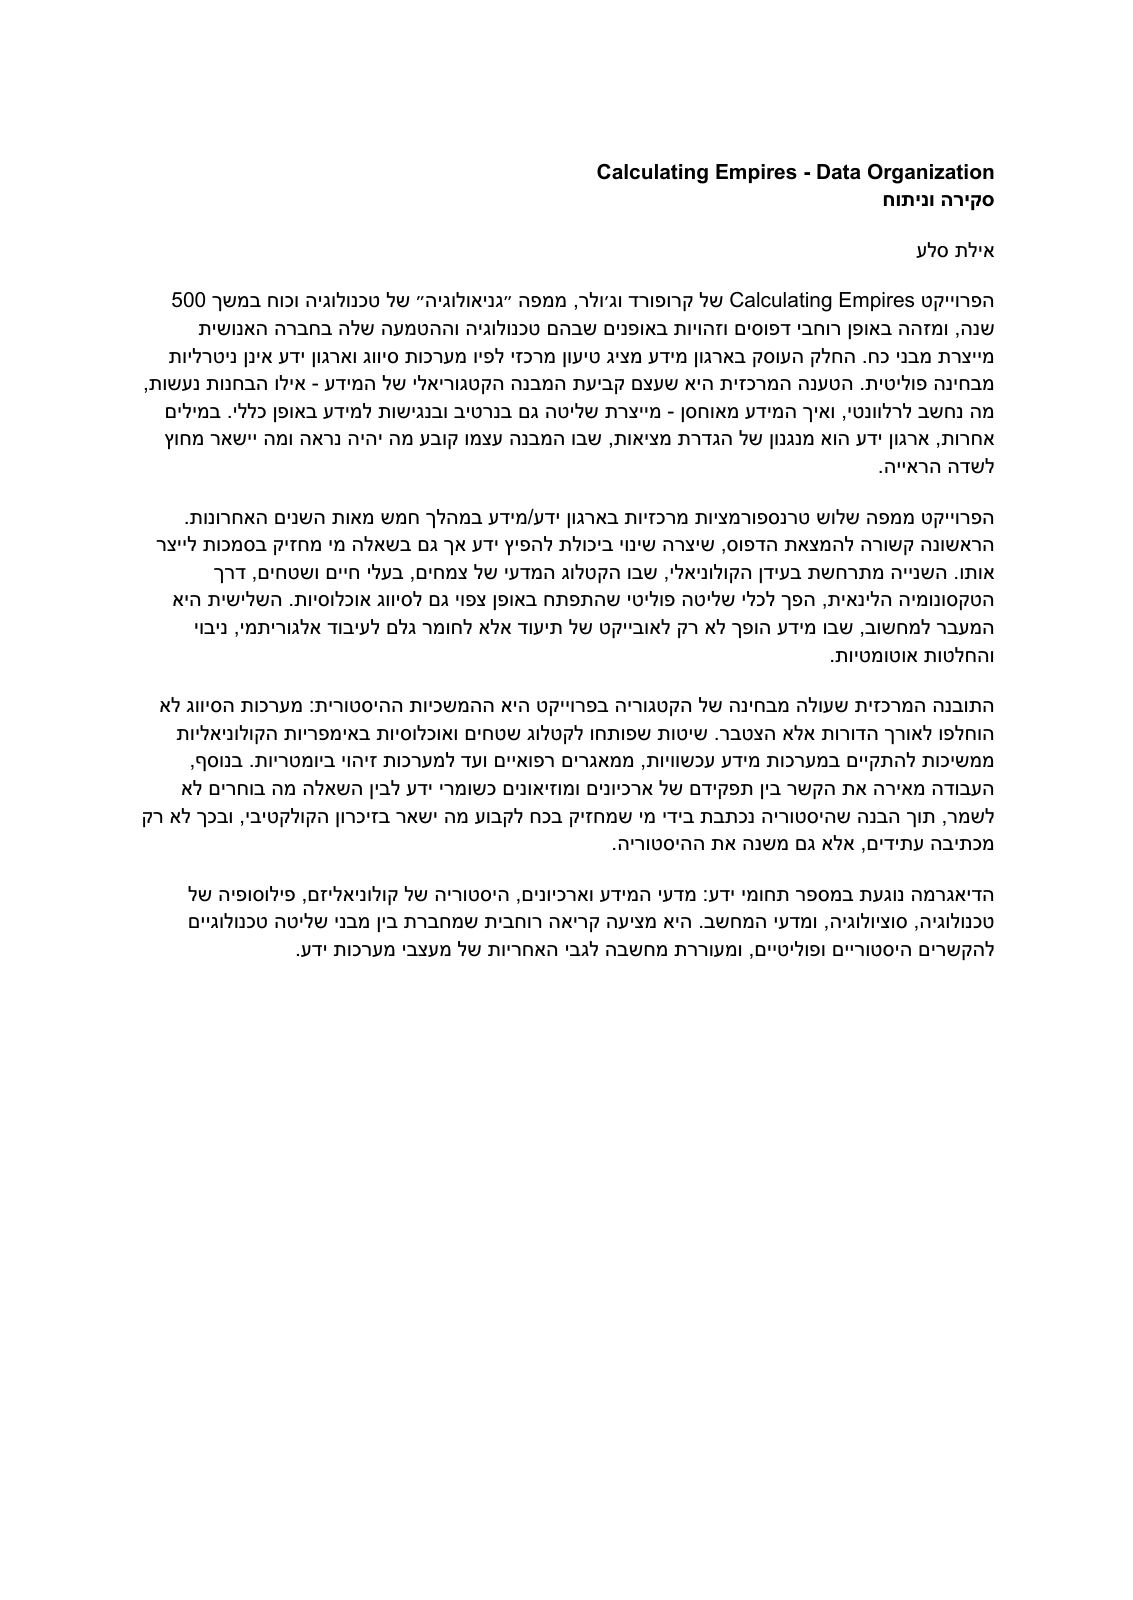 Calculating Empires - Data Organization
סקירה וניתוח
אילת סלע
הפרוייקט Calculating Empires של קרופורד וג׳ולר, ממפה ״גניאולוגיה״ של טכנולוגיה וכוח במשך 500
שנה, ומזהה באופן רוחבי דפוסים וזהויות באופנים שבהם טכנולוגיה וההטמעה שלה בחברה האנושית
מייצרת מבני כח. החלק העוסק בארגון מידע מציג טיעון מרכזי לפיו מערכות סיווג וארגון ידע אינן ניטרליות
מבחינה פוליטית. הטענה המרכזית היא שעצם קביעת המבנה הקטגוריאלי של המידע - אילו הבחנות נעשות,
מה נחשב לרלוונטי, ואיך המידע מאוחסן - מייצרת שליטה גם בנרטיב ובנגישות למידע באופן כללי. במילים
אחרות, ארגון ידע הוא מנגנון של הגדרת מציאות, שבו המבנה עצמו קובע מה יהיה נראה ומה יישאר מחוץ
לשדה הראייה.
הפרוייקט ממפה שלוש טרנספורמציות מרכזיות בארגון ידע/מידע במהלך חמש מאות השנים האחרונות.
הראשונה קשורה להמצאת הדפוס, שיצרה שינוי ביכולת להפיץ ידע אך גם בשאלה מי מחזיק בסמכות לייצר
אותו. השנייה מתרחשת בעידן הקולוניאלי, שבו הקטלוג המדעי של צמחים, בעלי חיים ושטחים, דרך
הטקסונומיה הלינאית, הפך לכלי שליטה פוליטי שהתפתח באופן צפוי גם לסיווג אוכלוסיות. השלישית היא
המעבר למחשוב, שבו מידע הופך לא רק לאובייקט של תיעוד אלא לחומר גלם לעיבוד אלגוריתמי, ניבוי
והחלטות אוטומטיות.
התובנה המרכזית שעולה מבחינה של הקטגוריה בפרוייקט היא ההמשכיות ההיסטורית: מערכות הסיווג לא
הוחלפו לאורך הדורות אלא הצטבר. שיטות שפותחו לקטלוג שטחים ואוכלוסיות באימפריות הקולוניאליות
ממשיכות להתקיים במערכות מידע עכשוויות, ממאגרים רפואיים ועד למערכות זיהוי ביומטריות. בנוסף,
העבודה מאירה את הקשר בין תפקידם של ארכיונים ומוזיאונים כשומרי ידע לבין השאלה מה בוחרים לא
לשמר, תוך הבנה שהיסטוריה נכתבת בידי מי שמחזיק בכח לקבוע מה ישאר בזיכרון הקולקטיבי, ובכך לא רק
מכתיבה עתידים, אלא גם משנה את ההיסטוריה.
הדיאגרמה נוגעת במספר תחומי ידע: מדעי המידע וארכיונים, היסטוריה של קולוניאליזם, פילוסופיה של
טכנולוגיה, סוציולוגיה, ומדעי המחשב. היא מציעה קריאה רוחבית שמחברת בין מבני שליטה טכנולוגיים
להקשרים היסטוריים ופוליטיים, ומעוררת מחשבה לגבי האחריות של מעצבי מערכות ידע.